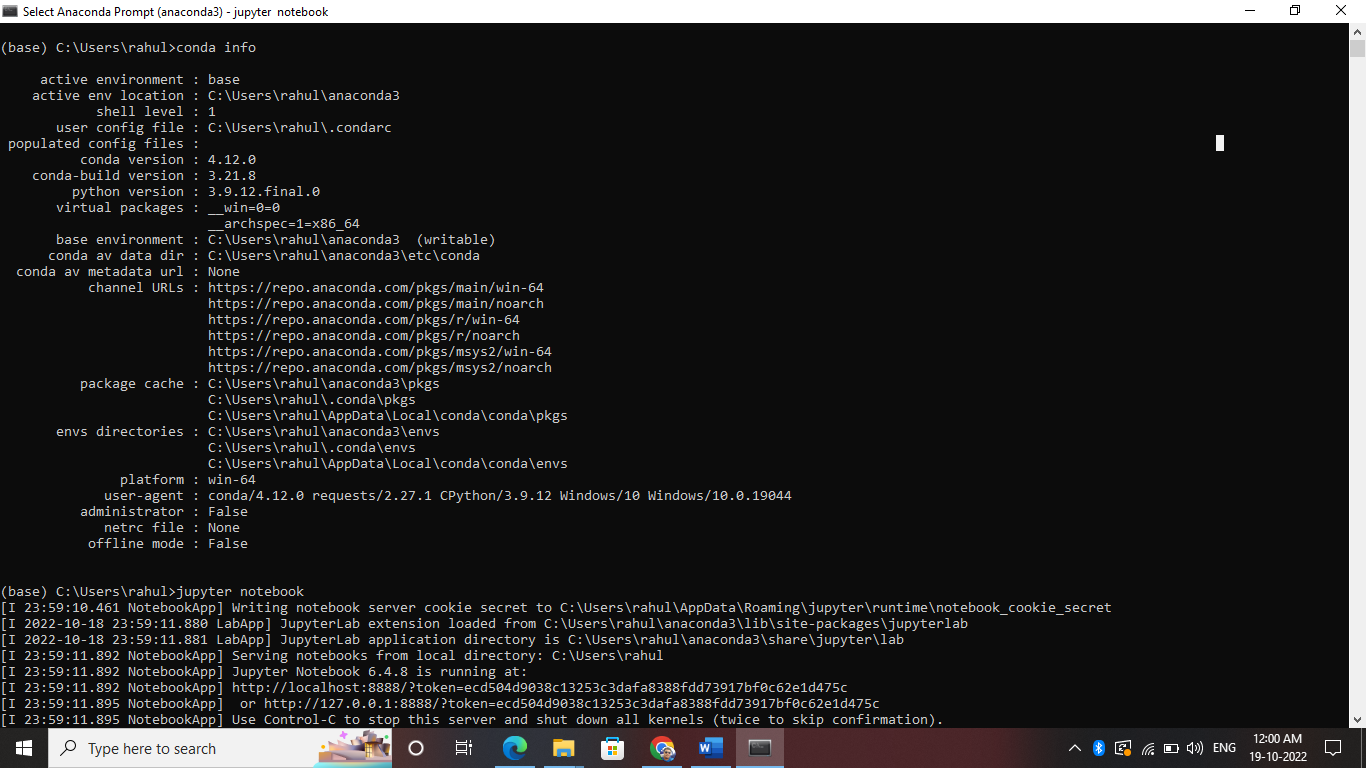 Select Anaconda Prompt (anaconda3) - jupyter notebook
(base) C:\Users\rahul>conda info
active environment : base
active env location : C:\Users\rahul\anaconda3
shell level : 1
user config file : C:\Users\rahul\.condarc
populated config files :
conda version : 4.12.0
conda-build version : 3.21.8
python version : 3.9.12.final.0
virtual packages : __win=0=0
__archspec=1=x86_64
base environment : C:\Users\rahul\anaconda3  (writable)
conda av data dir : C:\Users\rahul\anaconda3\etc\conda
conda av metadata url : None
channel URLs : https://repo.anaconda.com/pkgs/main/win-64
https://repo.anaconda.com/pkgs/main/noarch
https://repo.anaconda.com/pkgs/r/win-64
https://repo.anaconda.com/pkgs/r/noarch
https://repo.anaconda.com/pkgs/msys2/win-64
https://repo.anaconda.com/pkgs/msys2/noarch
package cache : C:\Users\rahul\anaconda3\pkgs
C:\Users\rahul\.conda\pkgs
C:\Users\rahul\AppData\Local\conda\conda\pkgs
envs directories : C:\Users\rahul\anaconda3\envs
C:\Users\rahul\.conda\envs
C:\Users\rahul\AppData\Local\conda\conda\envs
platform : win-64
user-agent : conda/4.12.0 requests/2.27.1 CPython/3.9.12 Windows/10 Windows/10.0.19044
administrator : False
netrc file : None
offline mode : False
(base) C:\Users\rahul>jupyter notebook
[I 23:59:10.461 NotebookApp] Writing notebook server cookie secret to C:\Users\rahul\AppData\Roaming\jupyter\runtime\notebook_cookie_secret
[I 2022-10-18 23:59:11.880 LabApp] JupyterLab extension loaded from C:\Users\rahul\anaconda3\lib\site-packages\jupyterlab
[I 2022-10-18 23:59:11.881 LabApp] JupyterLab application directory is C:\Users\rahul\anaconda3\share\jupyter\lab
[I 23:59:11.892 NotebookApp] Serving notebooks from local directory: C:\Users\rahul
[I 23:59:11.892 NotebookApp] Jupyter Notebook 6.4.8 is running at:
[I 23:59:11.892 NotebookApp] http://localhost:8888/?token=ecd504d9038c13253c3dafa8388fdd73917bf0c62e1d475c
[I 23:59:11.895 NotebookApp]  or http://127.0.0.1:8888/?token=ecd504d9038c13253c3dafa8388fdd73917bf0c62e1d475c
[I 23:59:11.895 NotebookApp] Use Control-C to stop this server and shut down all kernels (twice to skip confirmation).
Type here to search
ENG
12:00 AM
19-10-2022